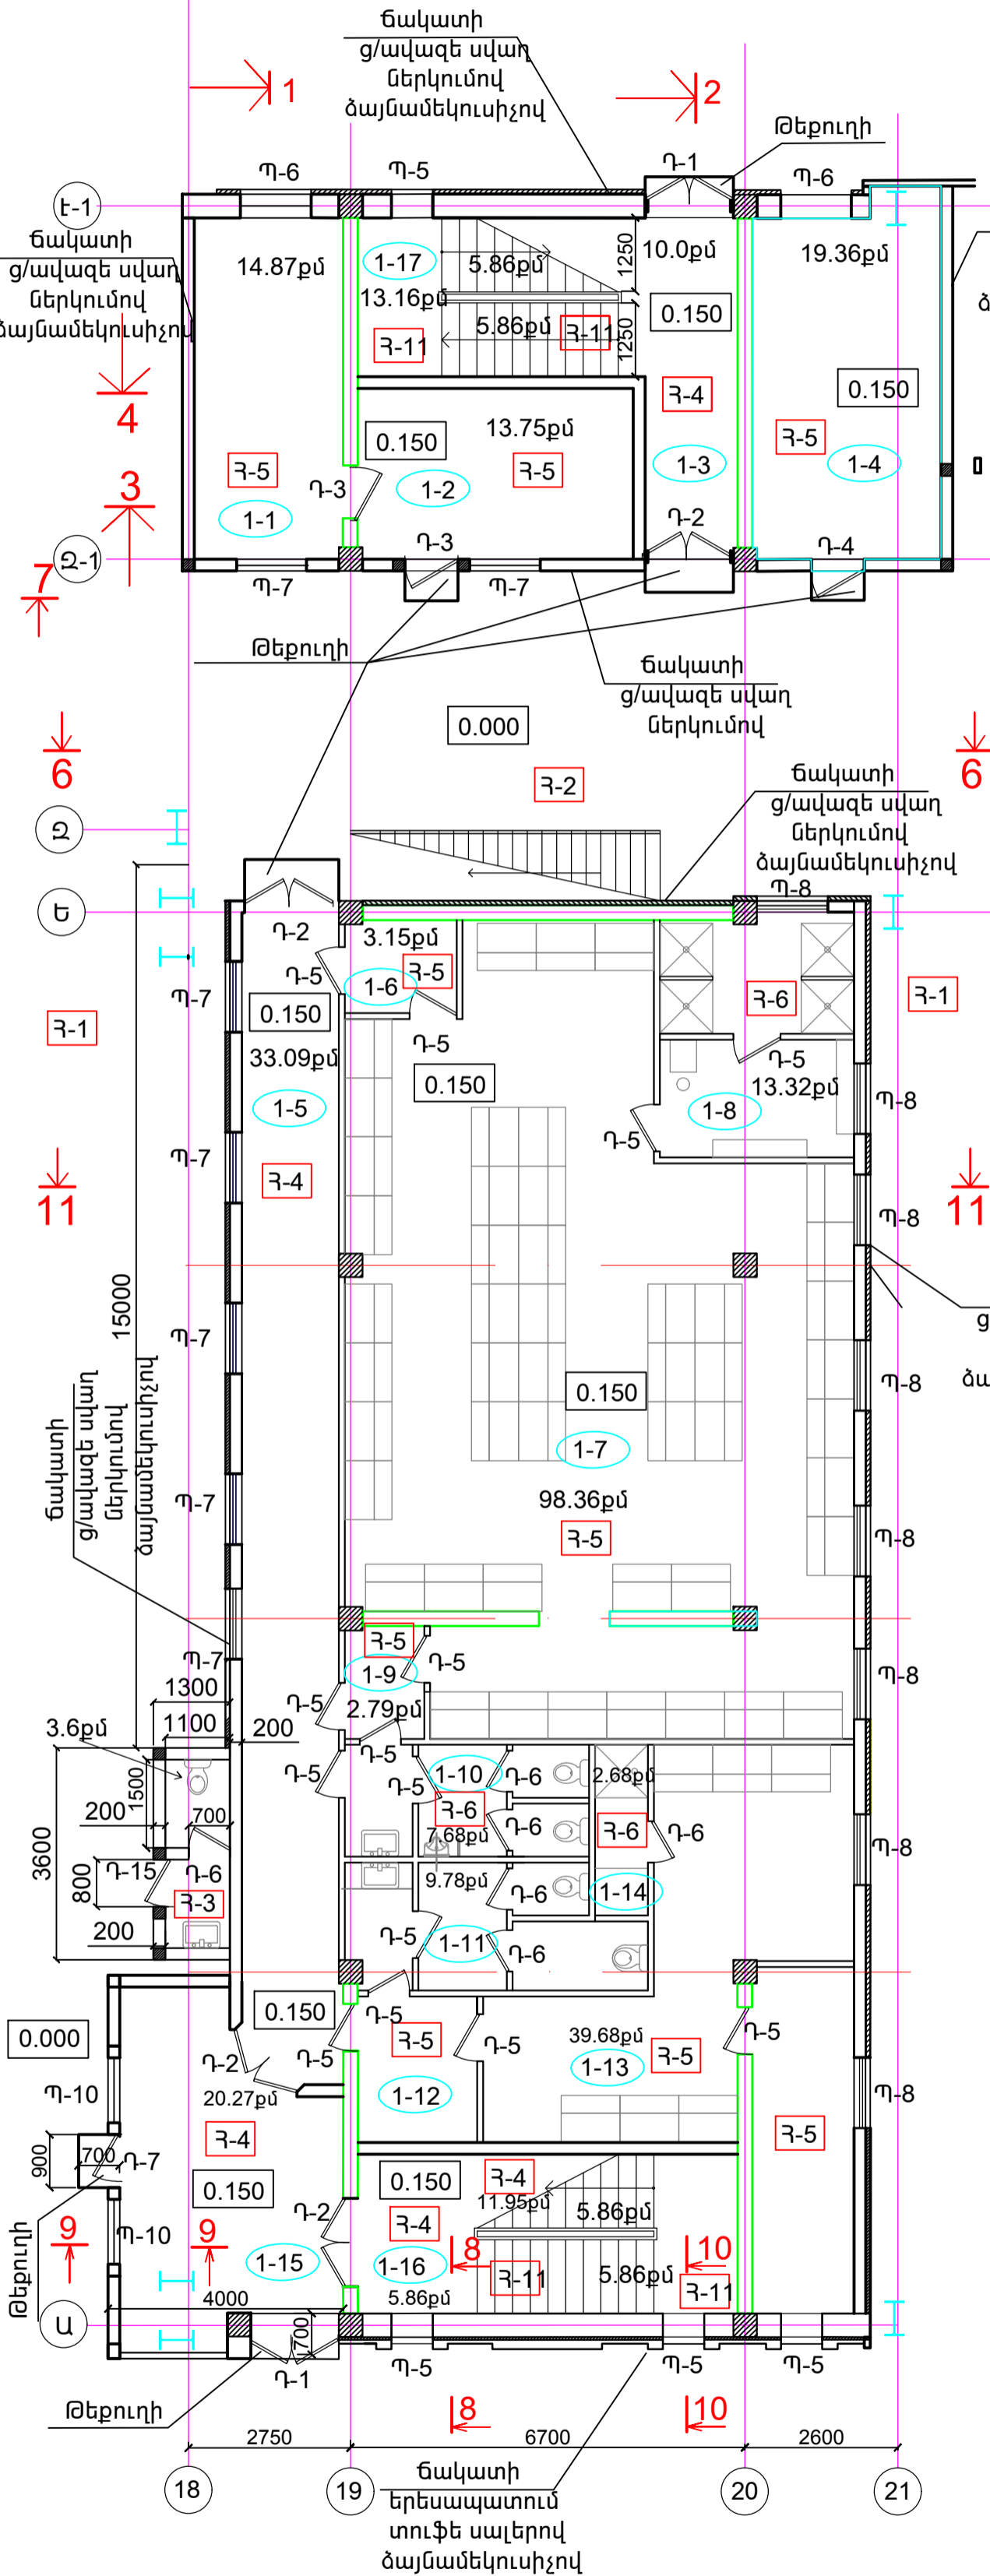 ճակատի
ց/ավազե սվաղ
ներկումով
ձայնամեկուսիչով
1
2
Թեքուղի
Դ-1
Պ-6
Պ-5
Պ-6
Է-1
ճակատի
ց/ավազե սվաղ
ներկումով
ձայնամեկուսիչով
14.87քմ
1-17
5.86քմ
1250
10.0քմ
19.36քմ
13.16քմ
0.150
5.86քմ
Հ-11
Հ-11
1250
4
Հ-4
0.150
0.150
13.75քմ
Հ-5
Հ-5
Հ-5
1-3
1-4
3
Դ-3
1-2
1-1
Դ-2
Դ-3
Դ-4
Զ-1
7
Պ-7
Պ-7
Թեքուղի
ճակատի
ց/ավազե սվաղ
ներկումով
0.000
6
6
Հ-2
ճակատի
ց/ավազե սվաղ
ներկումով
ձայնամեկուսիչով
Զ
Պ-8
Ե
Դ-2
3.15քմ
Դ-5
Հ-5
1-6
Պ-7
0.150
Հ-6
Հ-1
Հ-1
Դ-5
33.09քմ
0.150
Դ-5
13.32քմ
1-5
1-8
Պ-8
Դ-5
Պ-7
Հ-4
11
11
Պ-8
15000
Պ-7
0.150
Պ-8
1-7
ճակատի
ց/ավազե սվաղ
ներկումով
ձայնամեկուսիչով
Պ-7
98.36քմ
Հ-5
Պ-8
Պ-7
Հ-5
1-9
Դ-5
Պ-8
1300
Դ-5
2.79քմ
3.6քմ
1100
200
Դ-5
Դ-5
1-10
Դ-6
2.68քմ
1500
Դ-5
Հ-6
200
700
7.68քմ
Դ-6
Հ-6
Դ-6
Պ-8
3600
800
Դ-15
Դ-6
9.78քմ
Հ-3
Դ-6
1-14
200
Դ-5
1-11
Դ-6
0.150
0.000
Դ-5
Դ-5
Հ-5
39.68քմ
Դ-5
Դ-5
Հ-5
Դ-2
1-13
20.27քմ
1-12
Պ-10
Պ-8
Հ-4
Հ-5
900
700
Դ-7
0.150
0.150
Հ-4
11.95քմ
5.86քմ
Դ-2
Հ-4
Թեքուղի
Պ-10
9
9
8
10
1-15
1-16
Հ-11
5.86քմ
Հ-11
4000
5.86քմ
Ա
700
Դ-1
Պ-5
Պ-5
Պ-5
Թեքուղի
8
10
2750
6700
2600
18
19
20
21
ճակատի
երեսապատում
տուֆե սալերով
ձայնամեկուսիչով